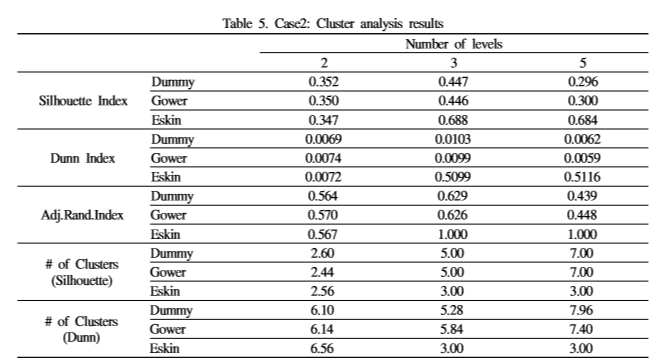 Table 5. Case2: Cluster analysis results
Number of levels
2 3 5
Silhouette Index Dummy 0.352 0.447 0.296
Gower 0.350 0.446 0.300
Eskin 0.347 0.688 0.684
Dunn Index Dummy 0.0069 0.0103 0.0062
Gower 0.0074 0.0099 0.0059
Eskin 0.0072 0.5099 0.5116
Adj.Rand.Index Dummy 0.564 0.629 0.439
Gower 0.570 0.626 0.448
Eskin 0.567 1.000 1.000
# of Clusters (Silhouette) Dummy 2.60 5.00 7.00
Gower 2.44 5.00 7.00
Eskin 2.56 3.00 3.00
# of Clusters (Dunn) Dummy 6.10 5.28 7.96
Gower 6.14 5.84 7.40
Eskin 6.56 3.00 3.00